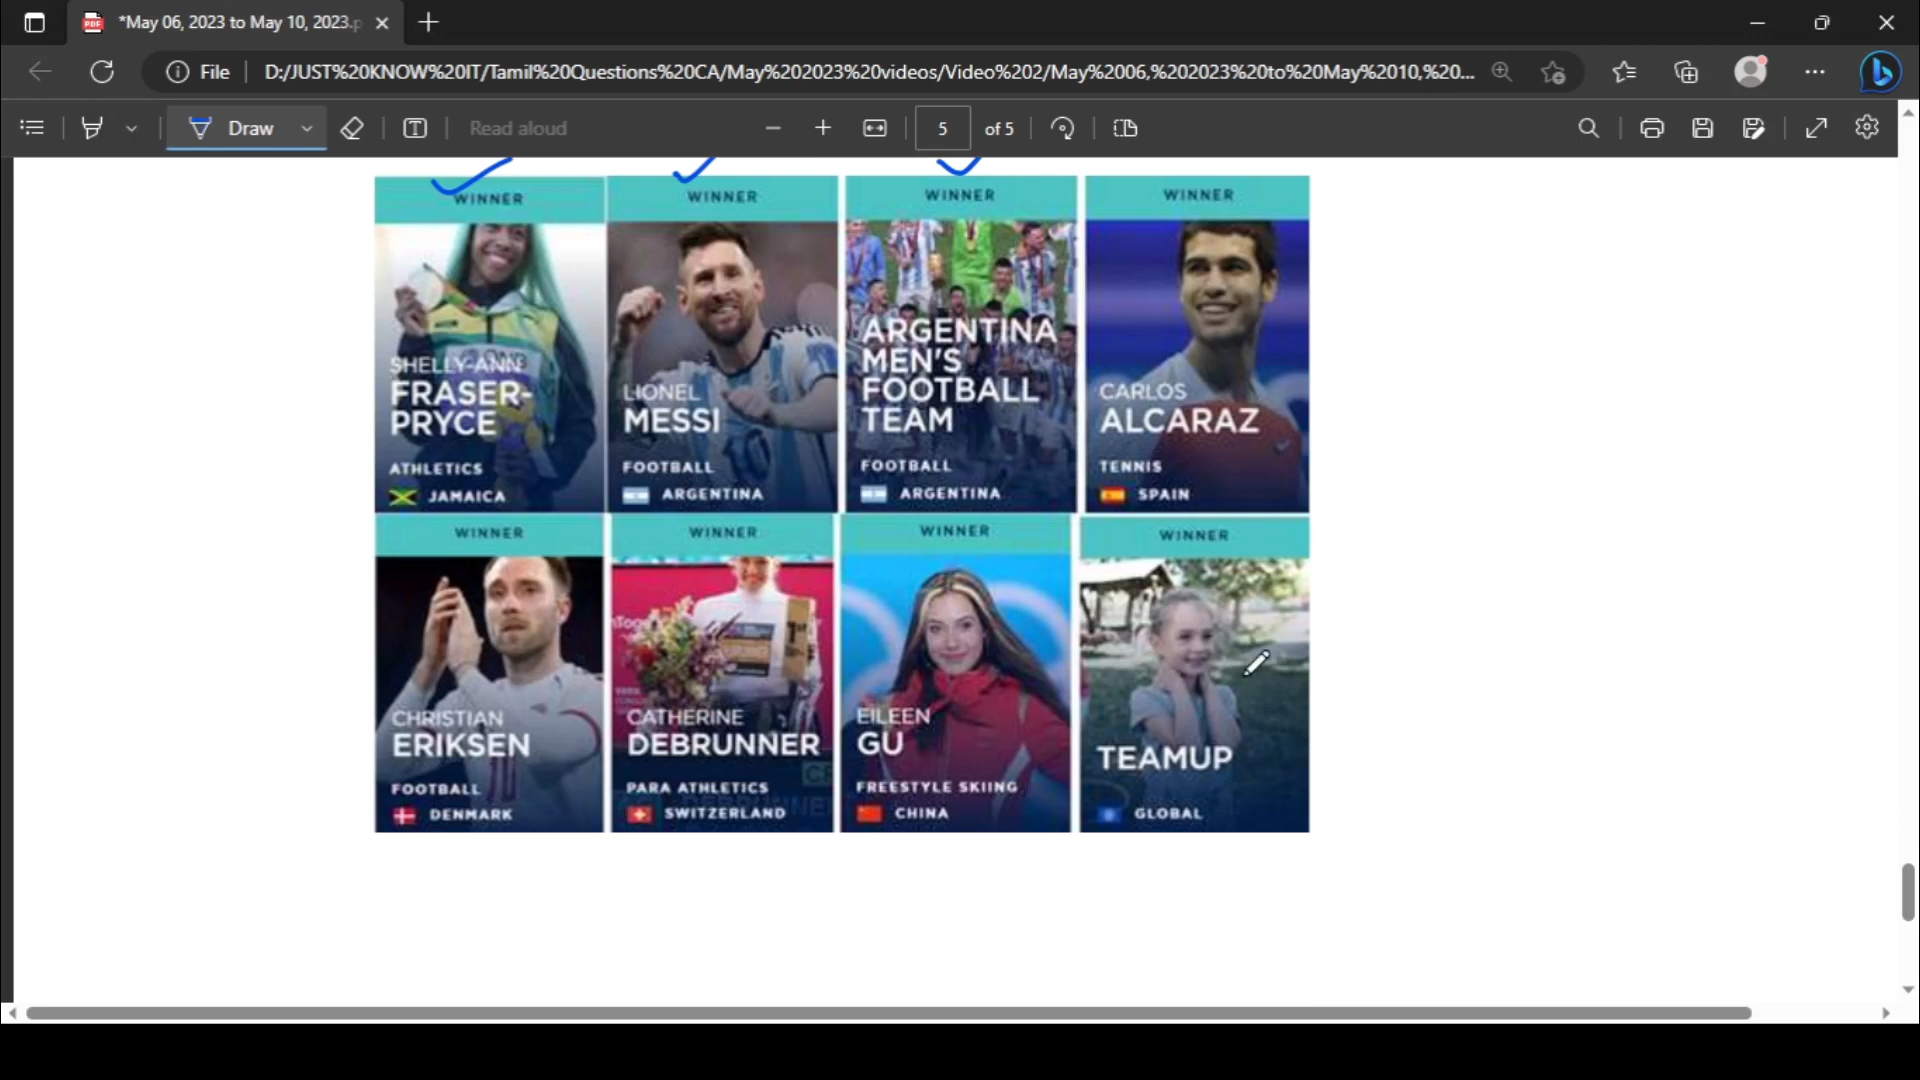 *May 06, 2023 to May 10, 2023.p
File
D:/JUST%20KNOW%20IT/Tamil%20Questions%20CA/May%202023%20videos/Video%202/May%2006,%202023%20to%20May%2010,%20...
Draw
Read aloud
5
of 5
WINNER
SHELLY-ANN
FRASER-
PRYCE
ATHLETICS
JAMAICA
WINNER
LIONEL
MESSI
FOOTBALL
ARGENTINA
WINNER
ARGENTINA
MEN'S
FOOTBALL
TEAM
FOOTBALL
ARGENTINA
WINNER
CARLOS
ALCARAZ
TENNIS
SPAIN
WINNER
CHRISTIAN
ERIKSEN
FOOTBALL
DENMARK
WINNER
CATHERINE
DEBRUNNER
PARA ATHLETICS
SWITZERLAND
WINNER
EILEEN
GU
FREESTYLE SKIING
CHINA
WINNER
TEAMUP
GLOBAL